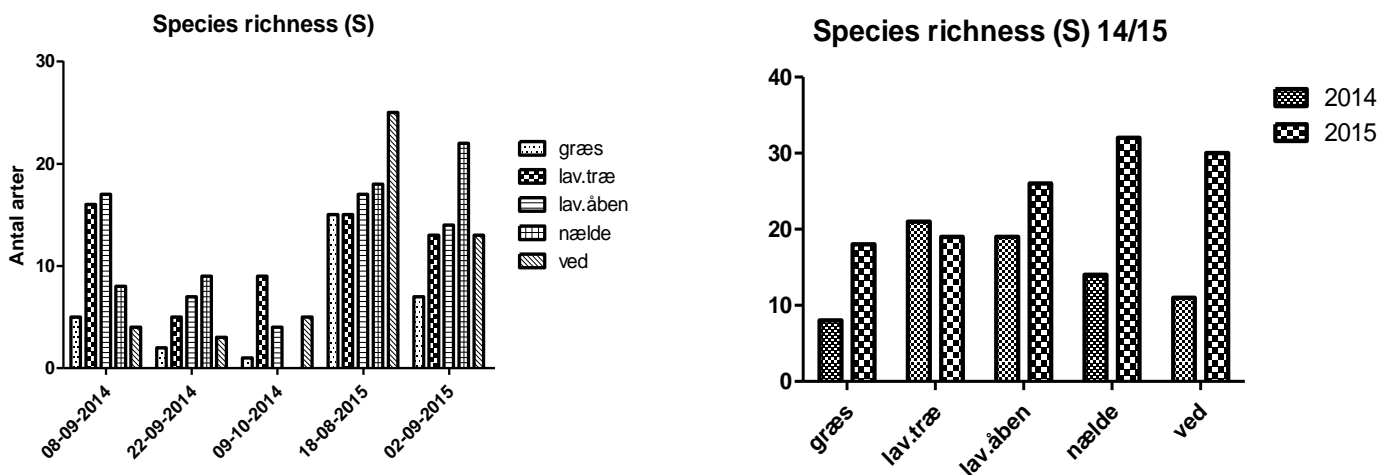 Species richness (S)
Antal arter
30
20
10
0
08-09-2014
22-09-2014
09-10-2014
18-08-2015
02-09-2015
græs
lav.træ
lav.åben
nælde
ved
Species richness (S) 14/15
40
30
20
10
0
græs
lav.træ
lav.åben
nælde
ved
2014
2015